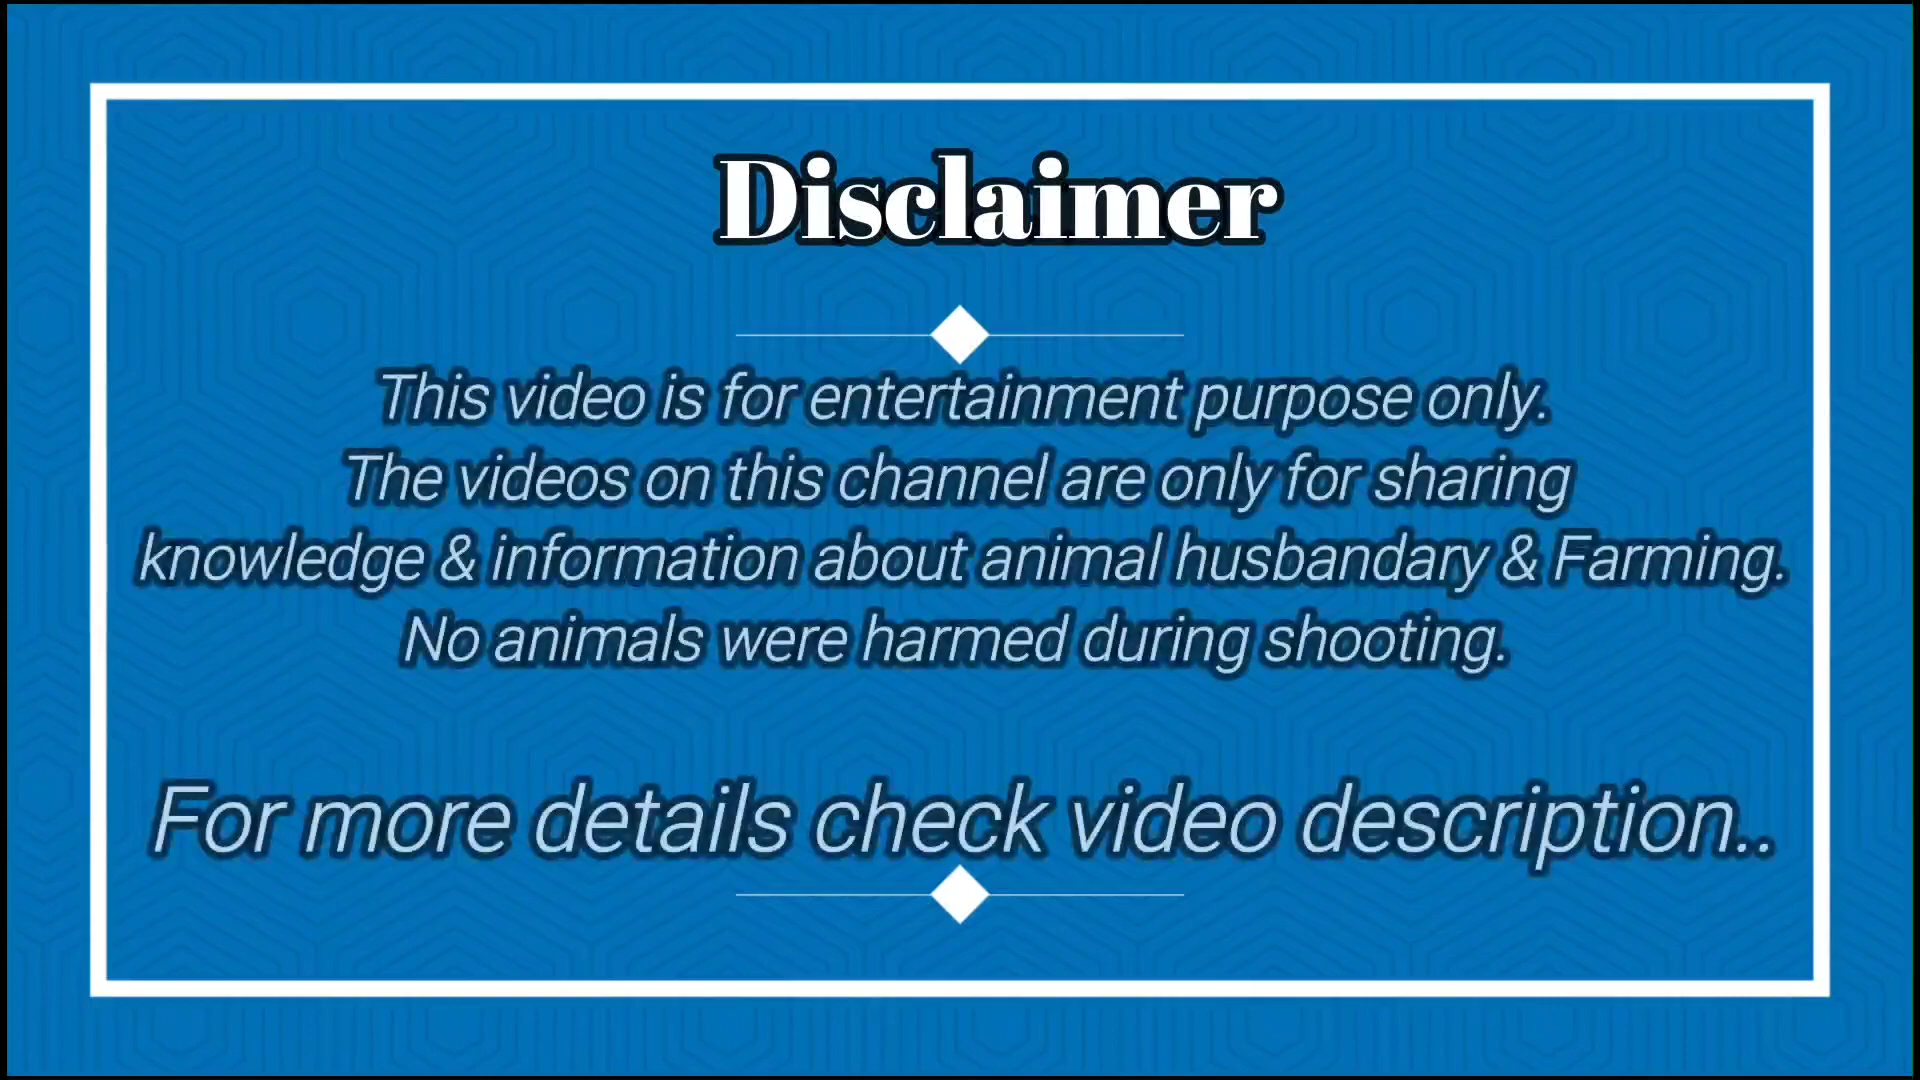 Disclaimer
This video is for entertainment purpose only.
The videos on this channel are only for sharing
knowledge & information about animal husbandary & Farming.
No animals were harmed during shooting.
For more details check video description..